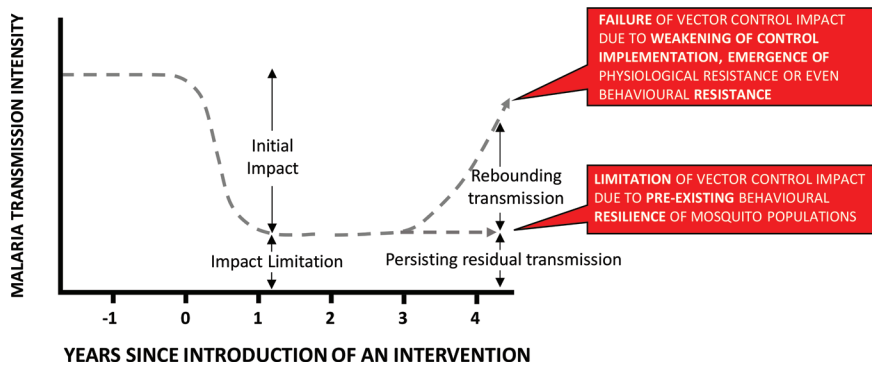 MALARIA TRANSMISSION INTENSITY
Initial
Impact
Impact Limitation
Rebounding
transmission
Persisting residual transmission
FAILURE OF VECTOR CONTROL IMPACT
DUE TO WEAKENING OF CONTROL
IMPLEMENTATION, EMERGENCE OF
PHYSIOLOGICAL RESISTANCE OR EVEN
BEHAVIOURAL RESISTANCE
LIMITATION OF VECTOR CONTROL IMPACT
DUE TO PRE-EXISTING BEHAVIOURAL
RESILIENCE OF MOSQUITO POPULATIONS
-1 0 1 2 3 4
YEARS SINCE INTRODUCTION OF AN INTERVENTION